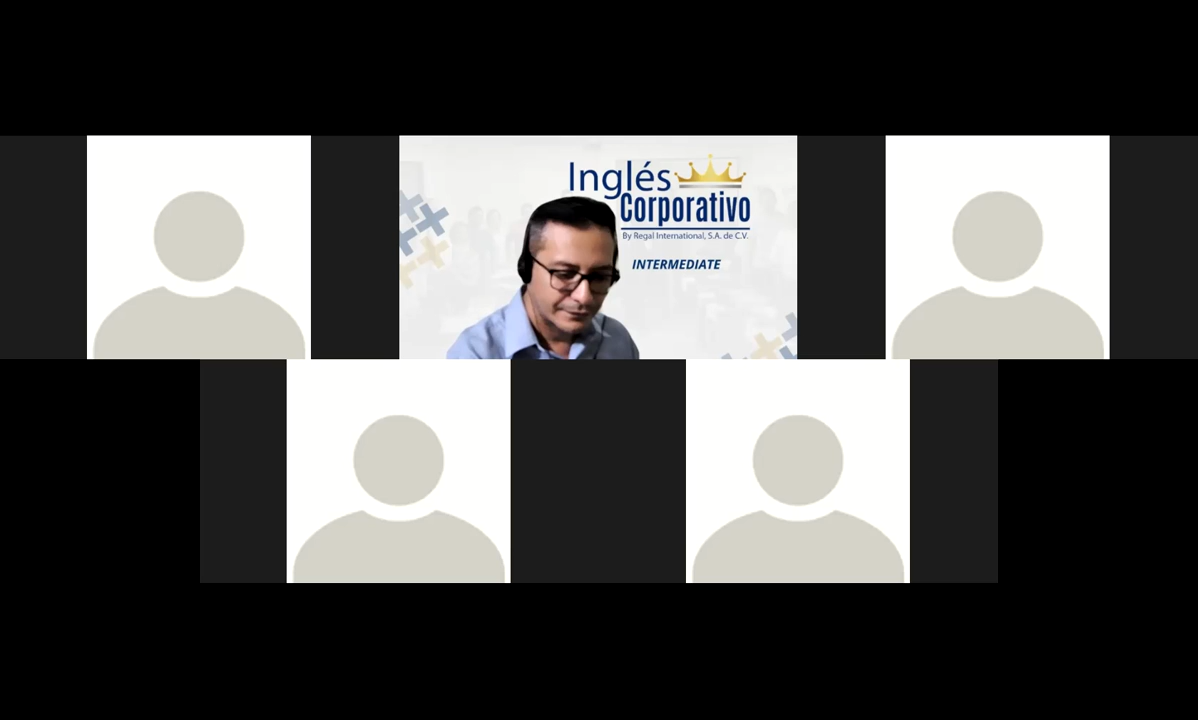 Inglés
Corporativo
By Regal International, S.A. de C.V.
INTERMEDIATE